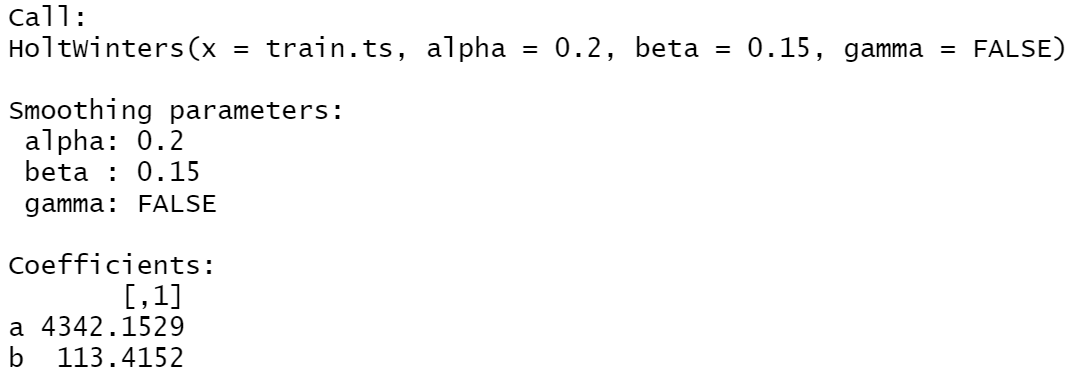 Call:
HoltWinters(x = train.ts, alpha = 0.2, beta = 0.15, gamma = FALSE)
Smoothing parameters:
alpha: 0.2
beta : 0.15
gamma: FALSE
Coefficients:
[,1]
a 4342.1529
b 113.4152